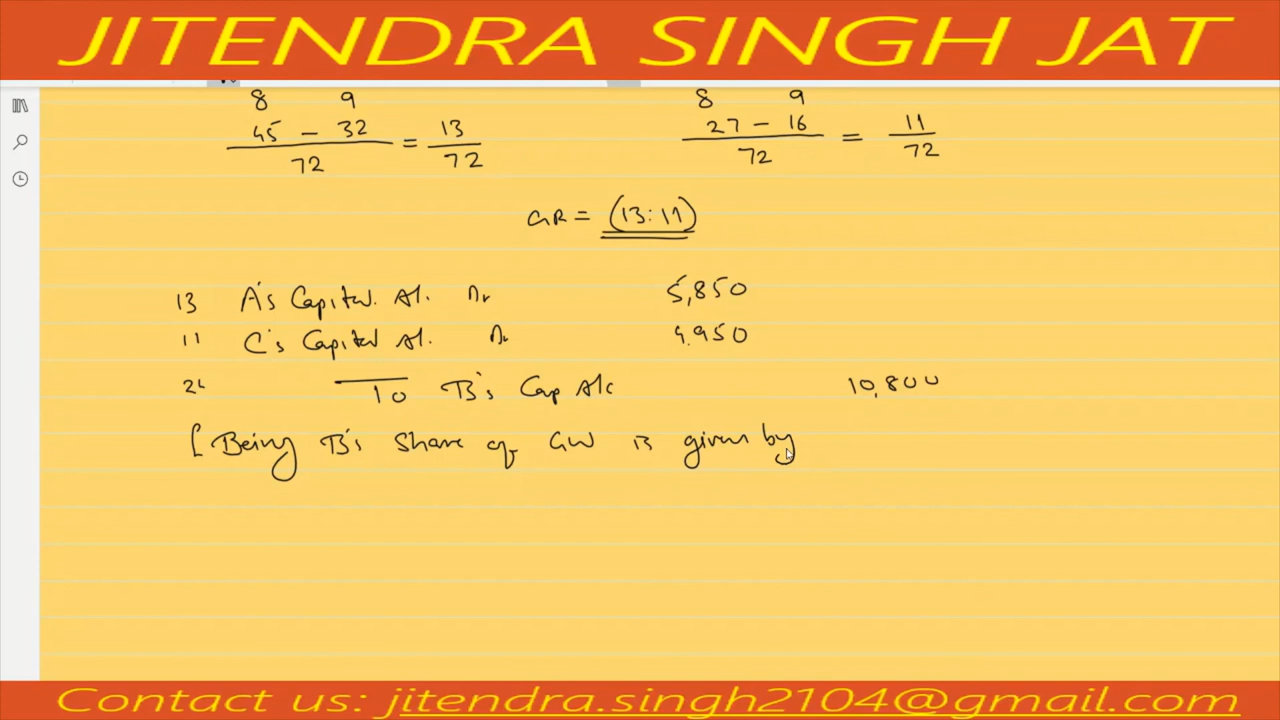 JITENDRA SINGH JAT
8 9 8 9
45 - 32 / 72 = 13 / 72 27 - 16 / 72 = 11 / 72
GR = (13:11)
13 A's Capital A/. Dr 5,850
11 C's Capital A/. Dr 4,950
24 To B's Cap A/c 10,800
[Being B's Share of GW is given by
Contact us: jitendra.singh2104@gmail.com